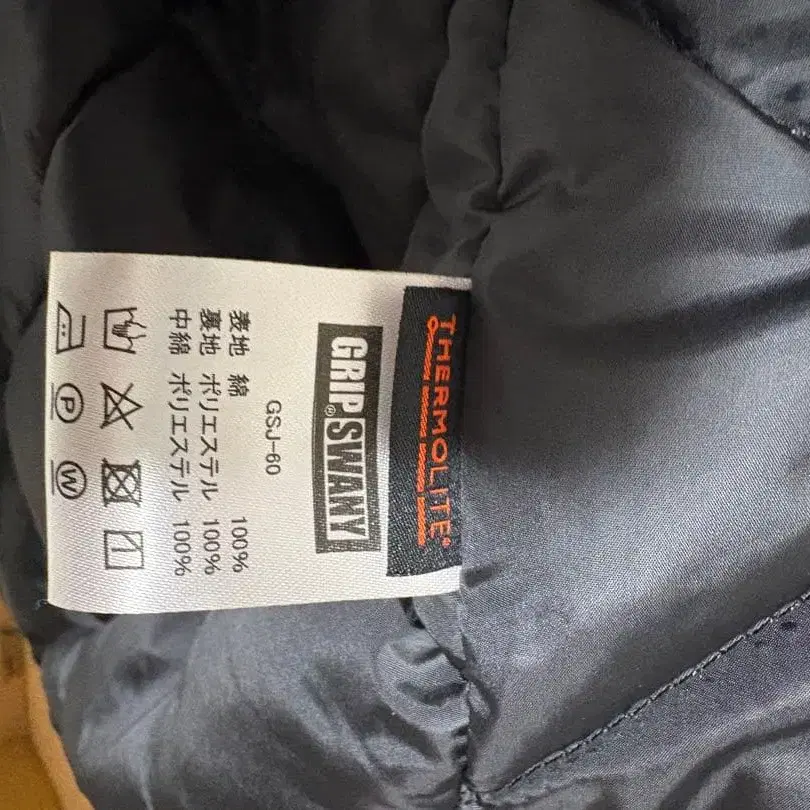 THERMOLITE®
GRIP SWANY®
GSJ-60
表地 綿 100%
裏地 ポリエステル 100%
中綿 ポリエステル 100%
P W